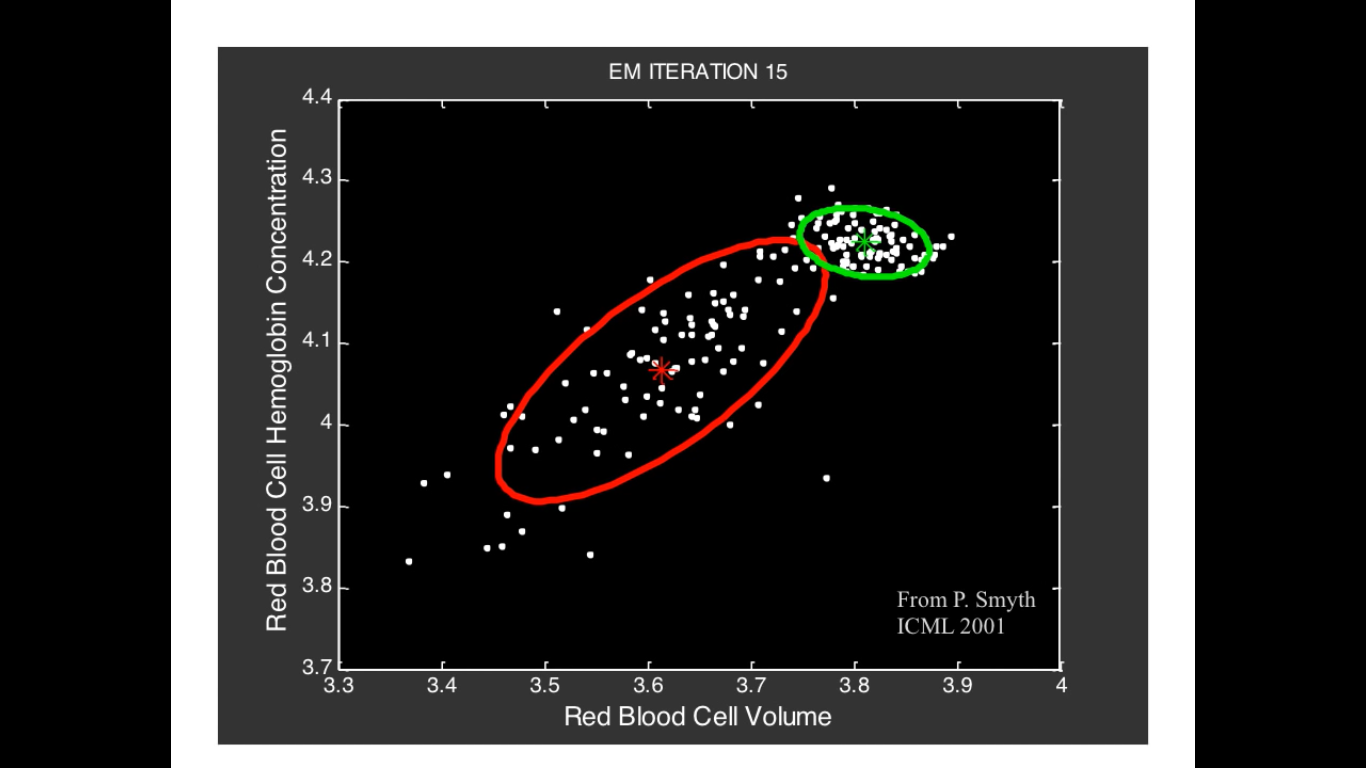 EM ITERATION 15
4.4
4.3
4.2
4.1
4
3.9
3.8
3.7
Red Blood Cell Hemoglobin Concentration
From P. Smyth
ICML 2001
3.3 3.4 3.5 3.6 3.7 3.8 3.9 4
Red Blood Cell Volume